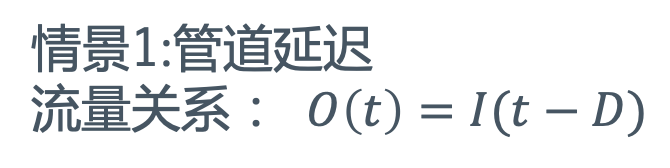 情景1:管道延迟
流量关系： O(t) = I(t − D)